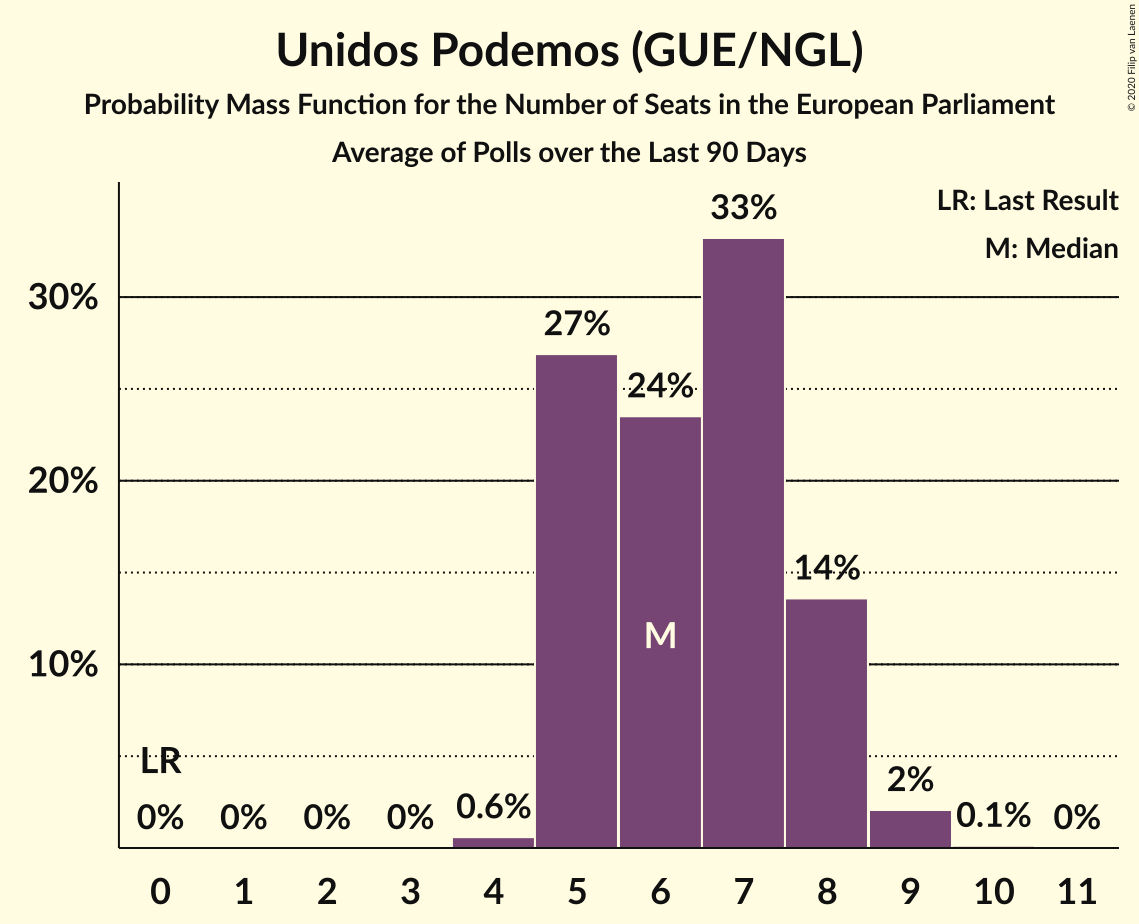 Unidos Podemos (GUE/NGL)
Probability Mass Function for the Number of Seats in the European Parliament
Average of Polls over the Last 90 Days
© 2020 Filip van Laenen
LR: Last Result
M: Median
33%
30%
27%
24%
20%
14%
M
10%
LR
0% 0% 0% 0% 0.6% 2% 0.1% 0%
0 1 2 3 4 5 6 7 8 9 10 11